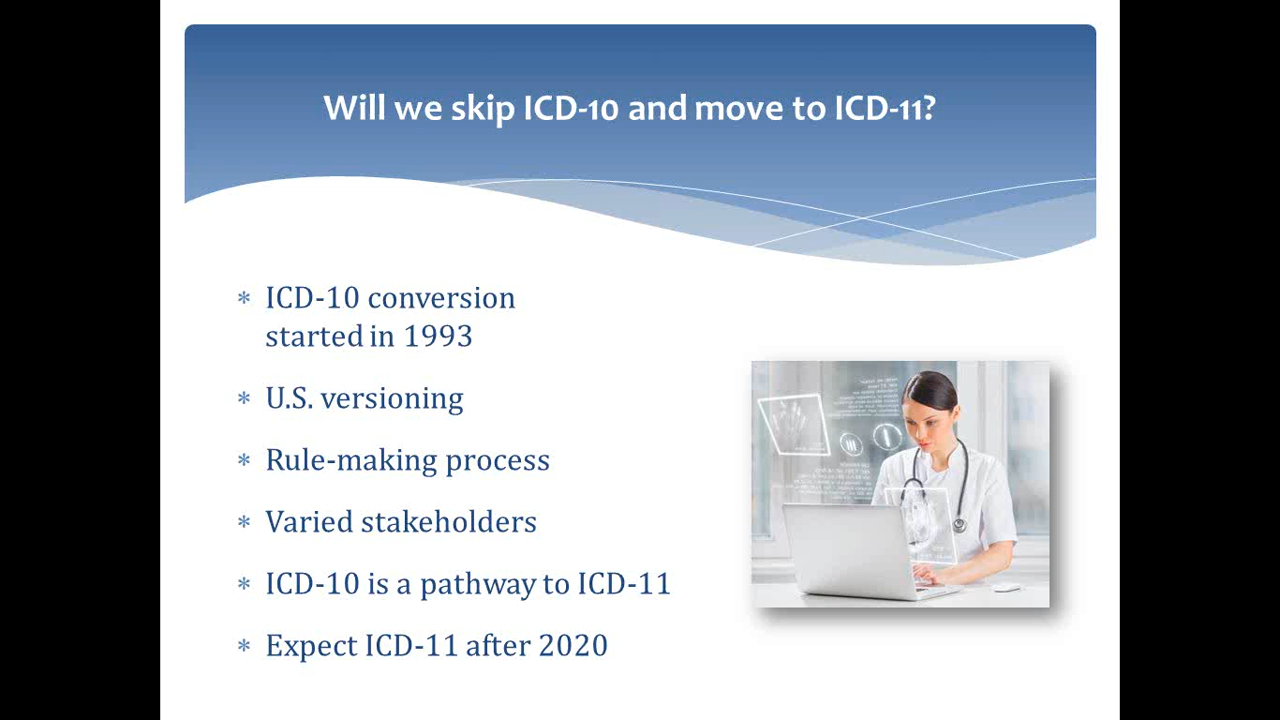 Will we skip ICD-10 and move to ICD-11?
* ICD-10 conversion
started in 1993
* U.S. versioning
* Rule-making process
* Varied stakeholders
* ICD-10 is a pathway to ICD-11
* Expect ICD-11 after 2020